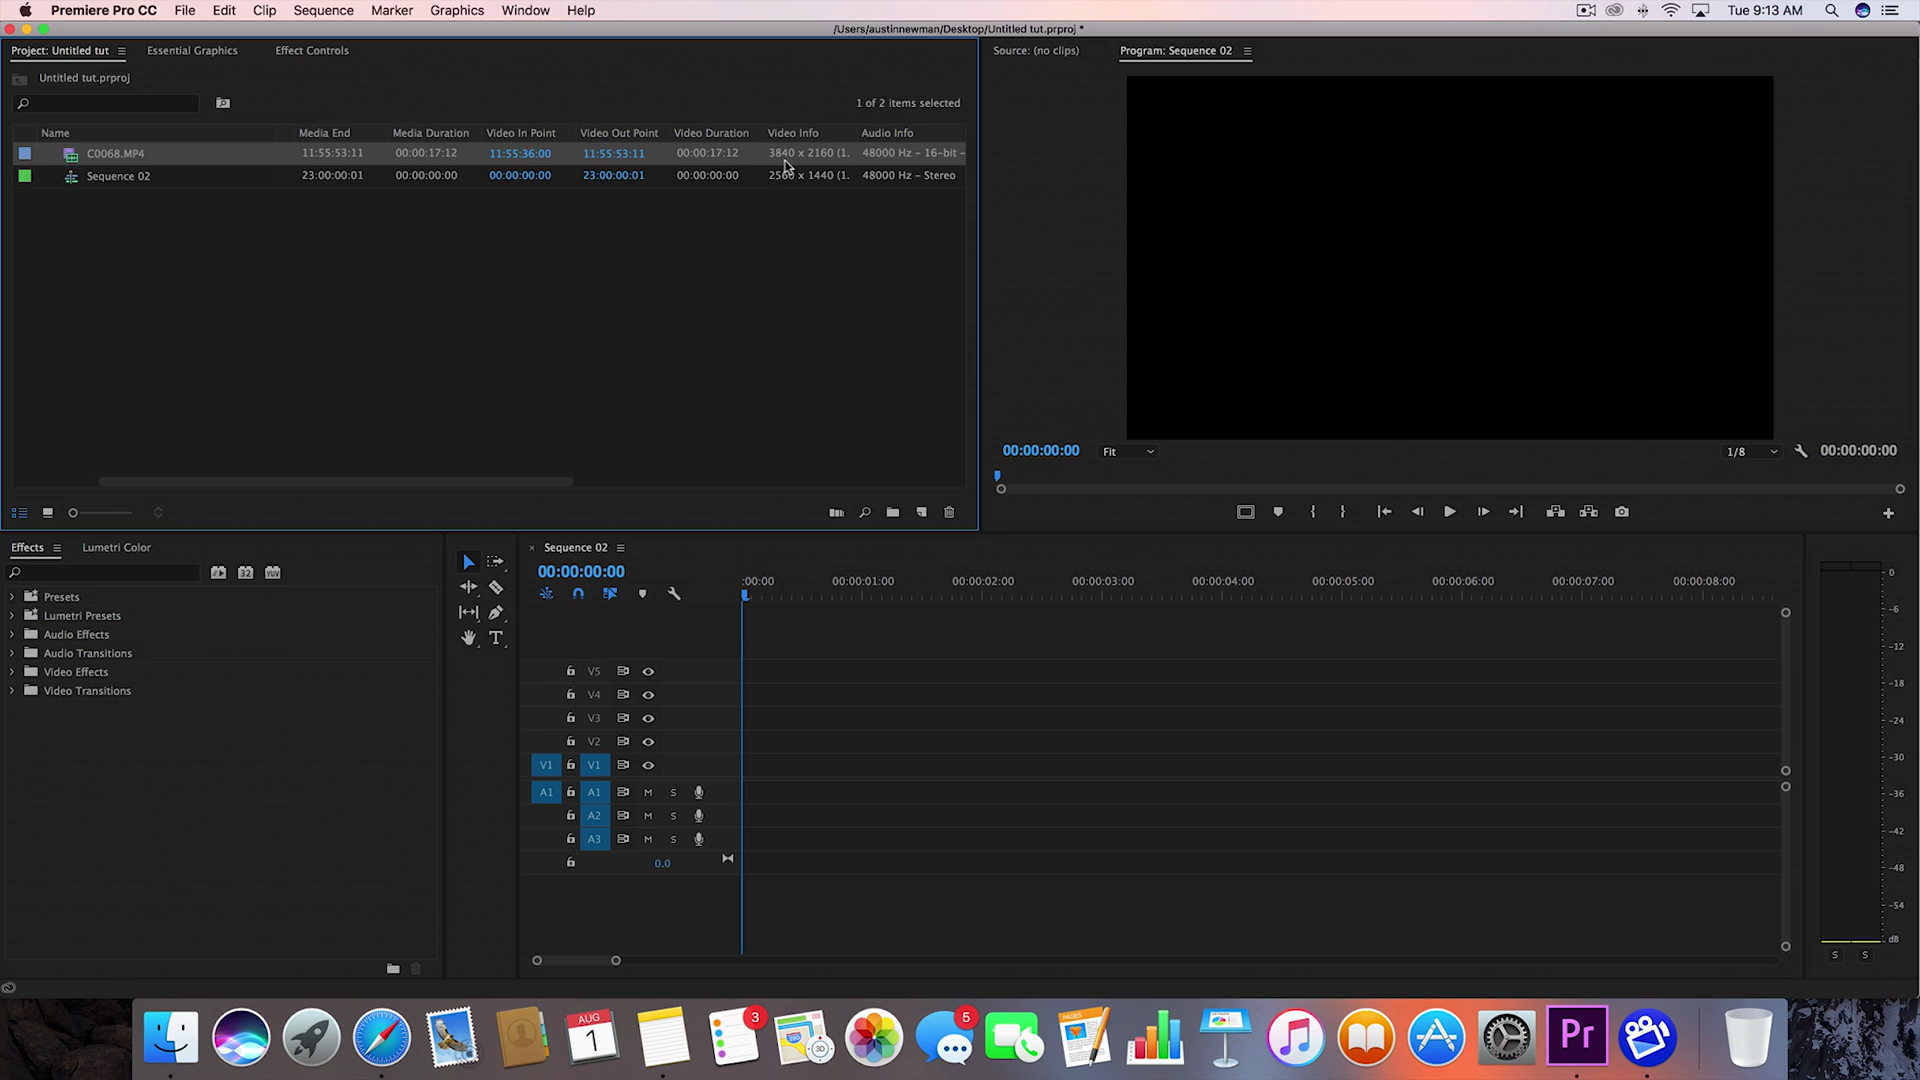 Premiere Pro CC File Edit Clip Sequence Marker Graphics Window Help Tue 9:13 AM
/Users/austinnewman/Desktop/Untitled tut.prproj *
Project: Untitled tut Essential Graphics Effect Controls
Untitled tut.prproj
1 of 2 items selected
Name Media End Media Duration Video In Point Video Out Point Video Duration Video Info Audio Info
C0068.MP4 11:55:53:11 00:00:17:12 11:55:36:00 11:55:53:11 00:00:17:12 3840 x 2160 (1. 48000 Hz - 16-bit -
Sequence 02 23:00:00:01 00:00:00:00 00:00:00:00 23:00:00:01 00:00:00:00 2560 x 1440 (1. 48000 Hz - Stereo
Source: (no clips) Program: Sequence 02
00:00:00:00 Fit 1/8 00:00:00:00
Effects Lumetri Color
32 YUV
Presets
Lumetri Presets
Audio Effects
Audio Transitions
Video Effects
Video Transitions
T
× Sequence 02
00:00:00:00
:00:00 00:00:01:00 00:00:02:00 00:00:03:00 00:00:04:00 00:00:05:00 00:00:06:00 00:00:07:00 00:00:08:00
V5
V4
V3
V2
V1 V1
A1 A1 M S
A2 M S
A3 M S
0.0
0
-6
-12
-18
-24
-30
-36
-42
-48
-54
dB
S S
AUG
1
3
280
3D
5
PAGES
Pr